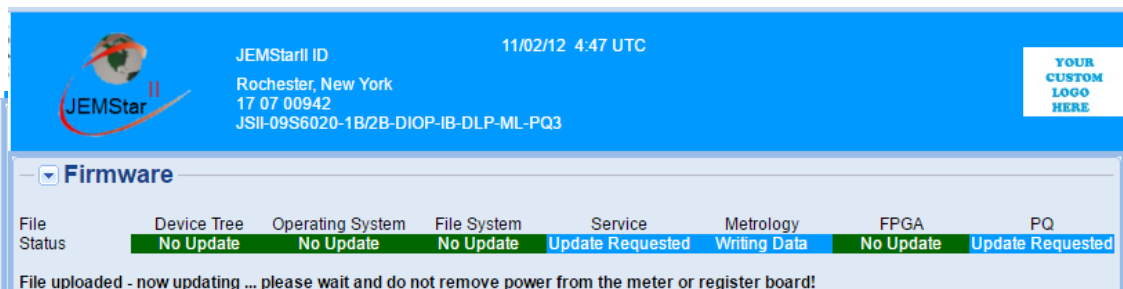 II
JEMStar
JEMStarII ID
11/02/12 4:47 UTC
Rochester, New York
17 07 00942
JSII-09S6020-1B/2B-DIOP-IB-DLP-ML-PQ3
YOUR
CUSTOM
LOGO
HERE
Firmware
File Device Tree Operating System File System Service Metrology FPGA PQ
Status No Update No Update No Update Update Requested Writing Data No Update Update Requested
File uploaded - now updating ... please wait and do not remove power from the meter or register board!